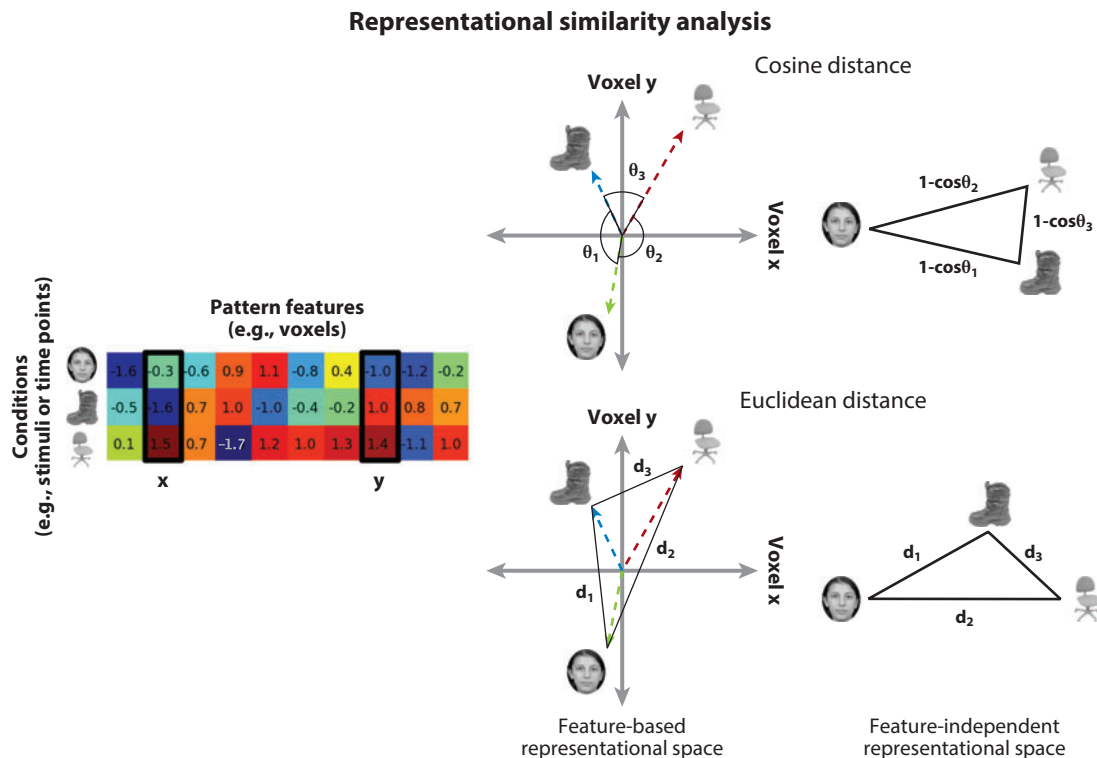 Representational similarity analysis
Conditions
(e.g., stimuli or time points)
Pattern features
(e.g., voxels)
-1.6 -0.3 -0.6 0.9 1.1 -0.8 0.4 -1.0 -1.2 -0.2
-0.5 -1.6 0.7 1.0 -1.0 -0.4 -0.2 1.0 0.8 0.7
0.1 1.5 0.7 -1.7 1.2 1.0 1.3 1.4 -1.1 1.0
x y
Cosine distance
Voxel y
Voxel x
θ3
θ1 θ2
1-cosθ2
1-cosθ3
1-cosθ1
Euclidean distance
Voxel y
Voxel x
d3
d2
d1
d1 d3
d2
Feature-based
representational space
Feature-independent
representational space